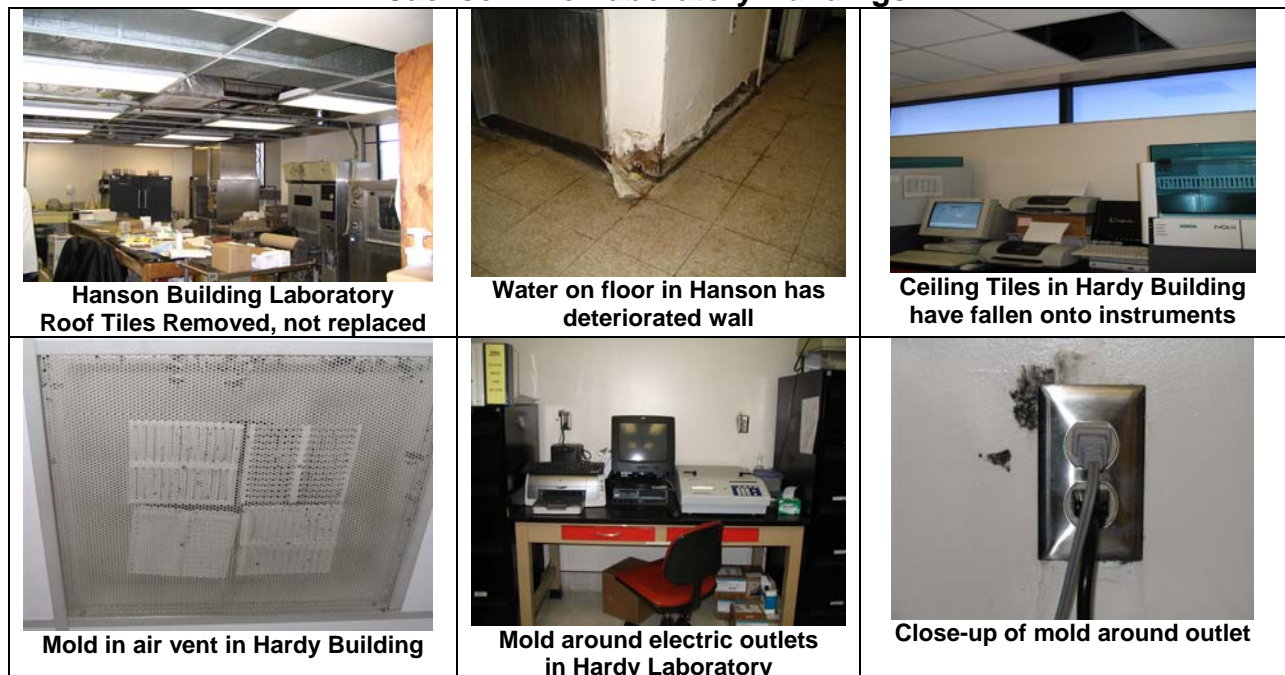 Laboratory
Hanson Building Laboratory
Roof Tiles Removed, not replaced
Water on floor in Hanson has
deteriorated wall
Ceiling Tiles in Hardy Building
have fallen onto instruments
Mold in air vent in Hardy Building
Mold around electric outlets
in Hardy Laboratory
Close-up of mold around outlet